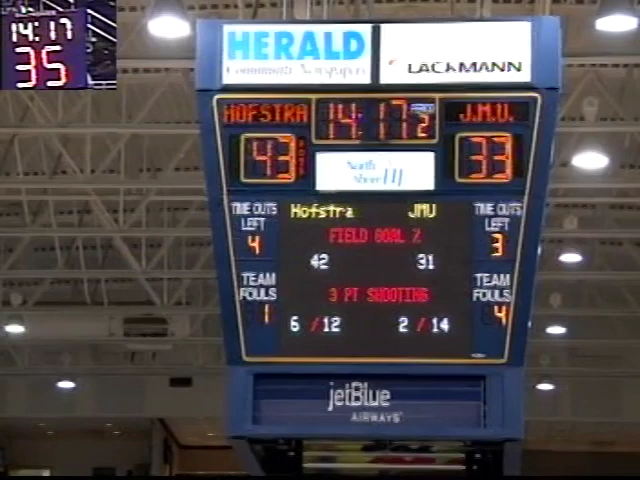 14:17
35
HERALD
Community Newspapers
LACKMANN
HOFSTRA 14:17 2 J.M.U.
43 33
North Shore LIJ
TIME OUTS LEFT 4
Hofstra JMU
TIME OUTS LEFT 3
FIELD GOAL %
42 31
TEAM FOULS 1
3 PT SHOOTING
TEAM FOULS 4
6 / 12 2 / 14
jetBlue
AIRWAYS